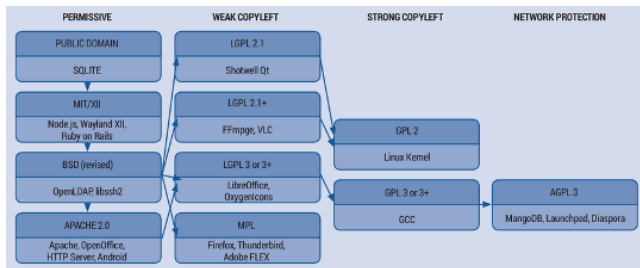 PERMISSIVE
WEAK COPYLEFT
STRONG COPYLEFT
NETWORK PROTECTION
PUBLIC DOMAIN
SQLITE
MIT/XII
Node.js, Wayland XII,
Ruby on Rails
BSD (revised)
OpenLDAP, libssh2
APACHE 2.0
Apache, OpenOffice,
HTTP Server, Android
LGPL 2.1
Shotwell Qt
LGPL 2.1+
FFmpge, VLC
LGPL 3 or 3+
LibreOffice,
OxygenIcons
MPL
Firefox, Thunderbird,
Adobe FLEX
GPL 2
Linux Kernel
GPL 3 or 3+
GCC
AGPL 3
MangoDB, Launchpad, Diaspora